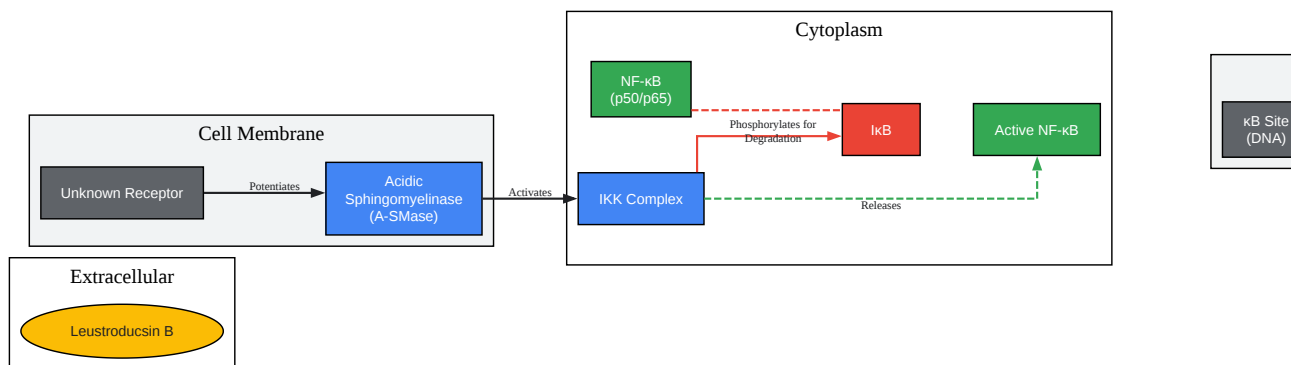 Cytoplasm
NF-κB
(p50/p65)
IκB
Active NF-κB
Phosphorylates for
Degradation
IKK Complex
Releases
Activates
Cell Membrane
Unknown Receptor
Potentiates
Acidic
Sphingomyelinase
(A-SMase)
Extracellular
Leustroducsin B
κB Site
(DNA)